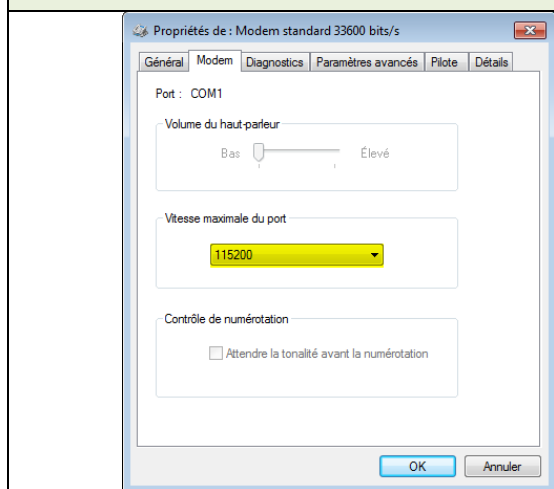 Propriétés de : Modem standard 33600 bits/s
Général Modem Diagnostics Paramètres avancés Pilote Détails
Port : COM1
Volume du haut-parleur
Bas Élevé
Vitesse maximale du port
115200
Contrôle de numérotation
Attendre la tonalité avant la numérotation
OK Annuler